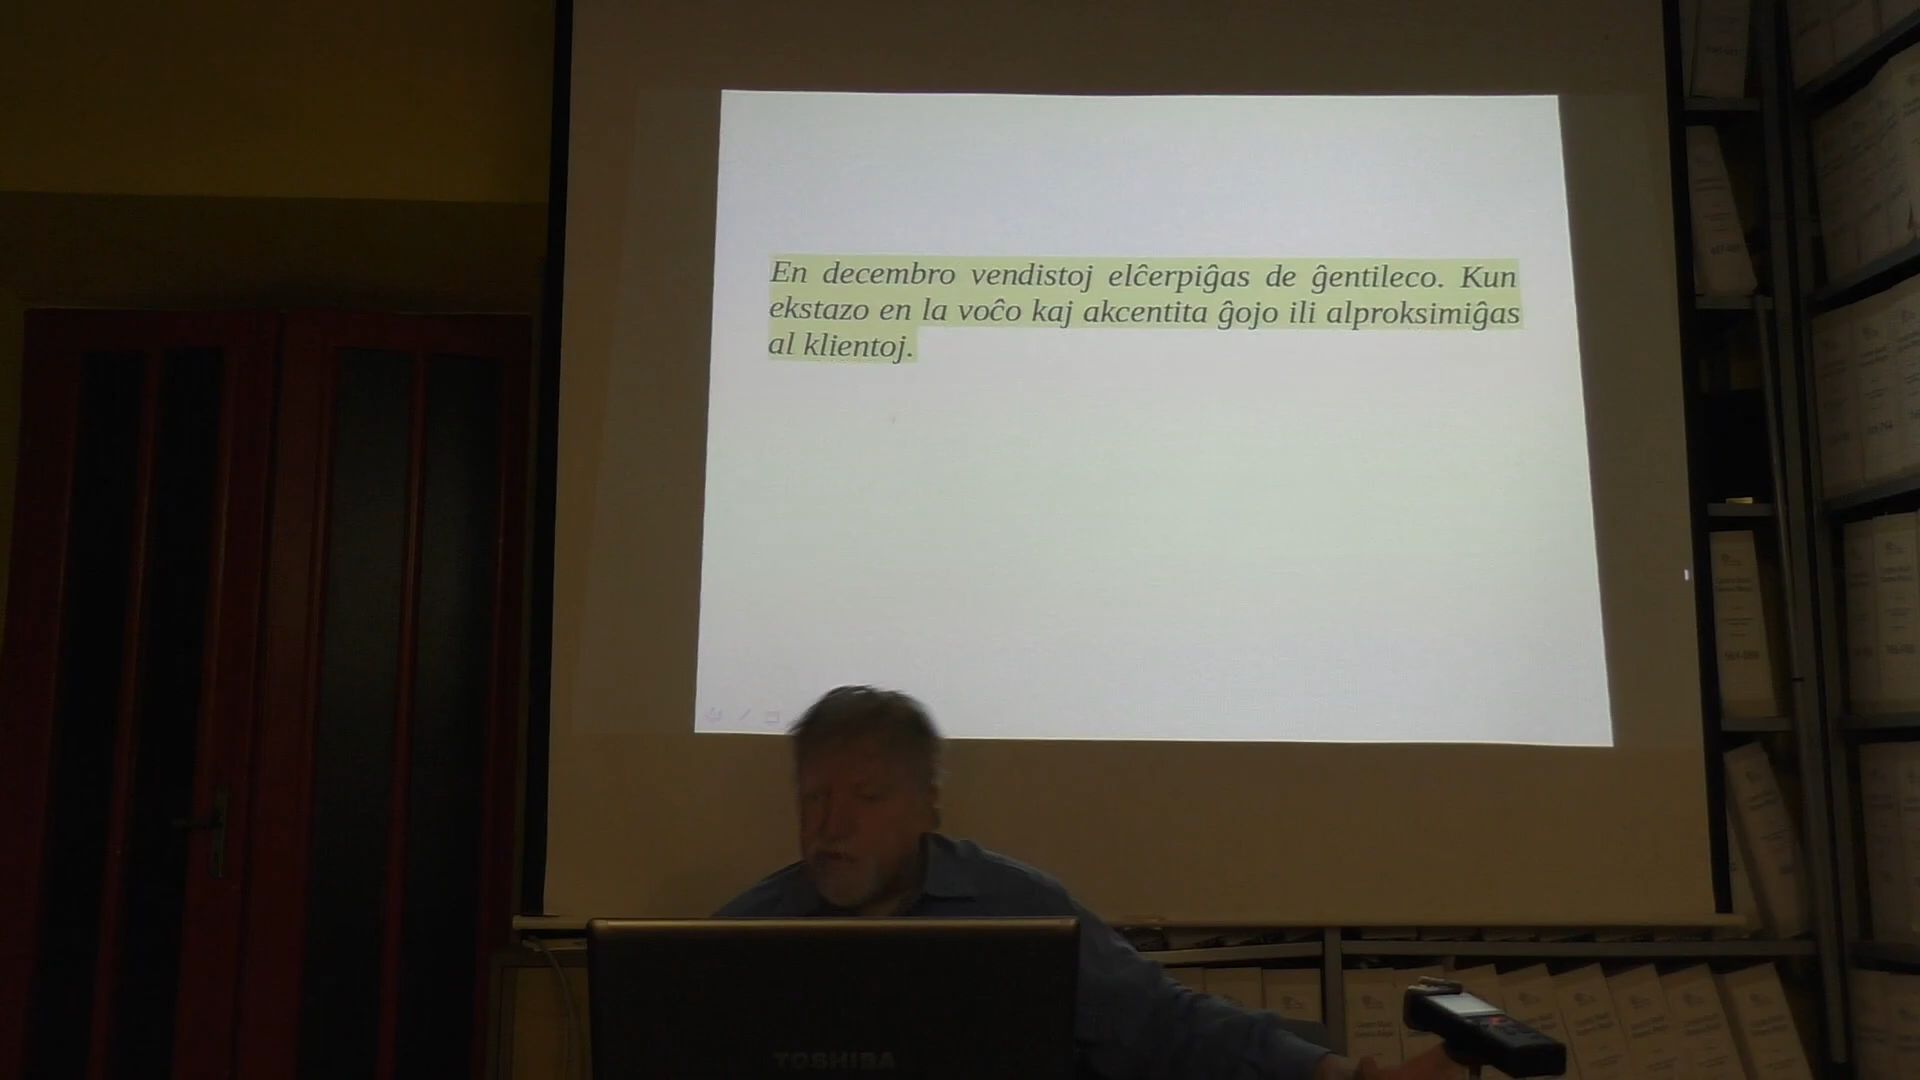 En decembro vendistoj elĉerpiĝas de ĝentileco. Kun
ekstazo en la voĉo kaj akcentita ĝojo ili alproksimiĝas
al klientoj.
TOSHIBA